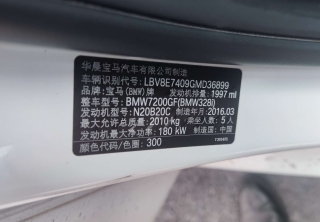 华晨宝马汽车有限公司制造
车辆识别代号: LBV8E7409GMD36899
品牌: 宝马(BMW)牌 发动机排量: 1997 ml
整车型号: BMW7200GF(BMW328i)
发动机型号: N20B20C 制造年月: 2016.03
最大允许总质量: 2010 kg 乘坐人数: 5 人
发动机最大净功率: 180 kW 制造国: 中国
颜色代码/色圈: 300